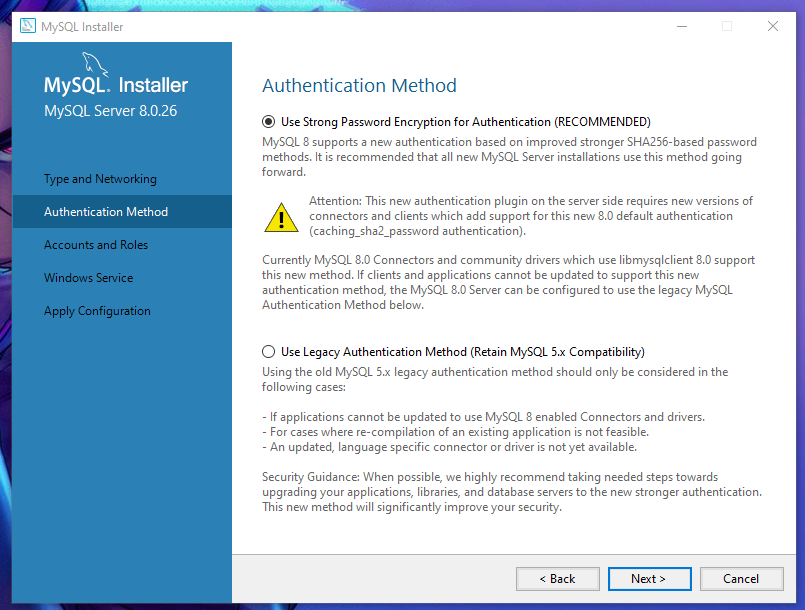 MySQL Installer
MySQL. Installer
MySQL Server 8.0.26
Type and Networking
Authentication Method
Accounts and Roles
Windows Service
Apply Configuration
Authentication Method
Use Strong Password Encryption for Authentication (RECOMMENDED)
MySQL 8 supports a new authentication based on improved stronger SHA256-based password
methods. It is recommended that all new MySQL Server installations use this method going
forward.
Attention: This new authentication plugin on the server side requires new versions of
connectors and clients which add support for this new 8.0 default authentication
(caching_sha2_password authentication).
Currently MySQL 8.0 Connectors and community drivers which use libmysqlclient 8.0 support
this new method. If clients and applications cannot be updated to support this new
authentication method, the MySQL 8.0 Server can be configured to use the legacy MySQL
Authentication Method below.
Use Legacy Authentication Method (Retain MySQL 5.x Compatibility)
Using the old MySQL 5.x legacy authentication method should only be considered in the
following cases:
- If applications cannot be updated to use MySQL 8 enabled Connectors and drivers.
- For cases where re-compilation of an existing application is not feasible.
- An updated, language specific connector or driver is not yet available.
Security Guidance: When possible, we highly recommend taking needed steps towards
upgrading your applications, libraries, and database servers to the new stronger authentication.
This new method will significantly improve your security.
< Back
Next >
Cancel